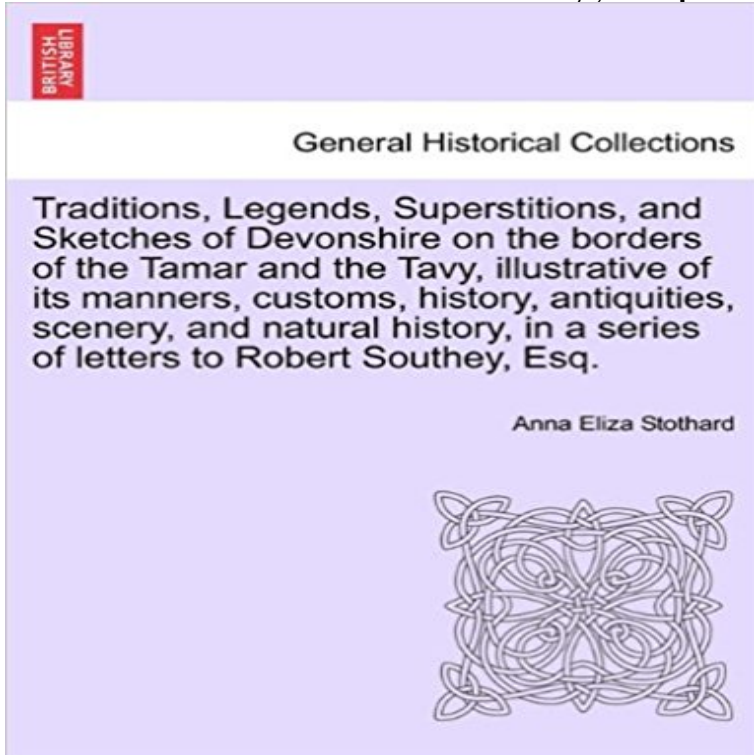 BRITISH
LIBRARY
General Historical Collections
Traditions, Legends, Superstitions, and
Sketches of Devonshire on the borders
of the Tamar and the Tavy, illustrative of
its manners, customs, history, antiquities,
scenery, and natural history, in a series
of letters to Robert Southey, Esq.
Anna Eliza Stothard